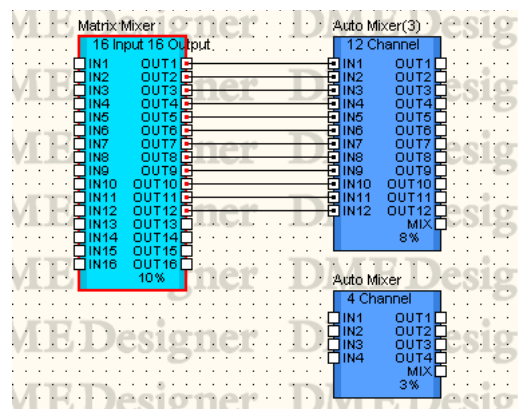 Matrix Mixer
16 Input 16 Output
IN1 OUT1
IN2 OUT2
IN3 OUT3
IN4 OUT4
IN5 OUT5
IN6 OUT6
IN7 OUT7
IN8 OUT8
IN9 OUT9
IN10 OUT10
IN11 OUT11
IN12 OUT12
IN13 OUT13
IN14 OUT14
IN15 OUT15
IN16 OUT16
10%
Auto Mixer(3)
12 Channel
IN1 OUT1
IN2 OUT2
IN3 OUT3
IN4 OUT4
IN5 OUT5
IN6 OUT6
IN7 OUT7
IN8 OUT8
IN9 OUT9
IN10 OUT10
IN11 OUT11
IN12 OUT12
MIX
8%
Auto Mixer
4 Channel
IN1 OUT1
IN2 OUT2
IN3 OUT3
IN4 OUT4
MIX
3%
DME Designer